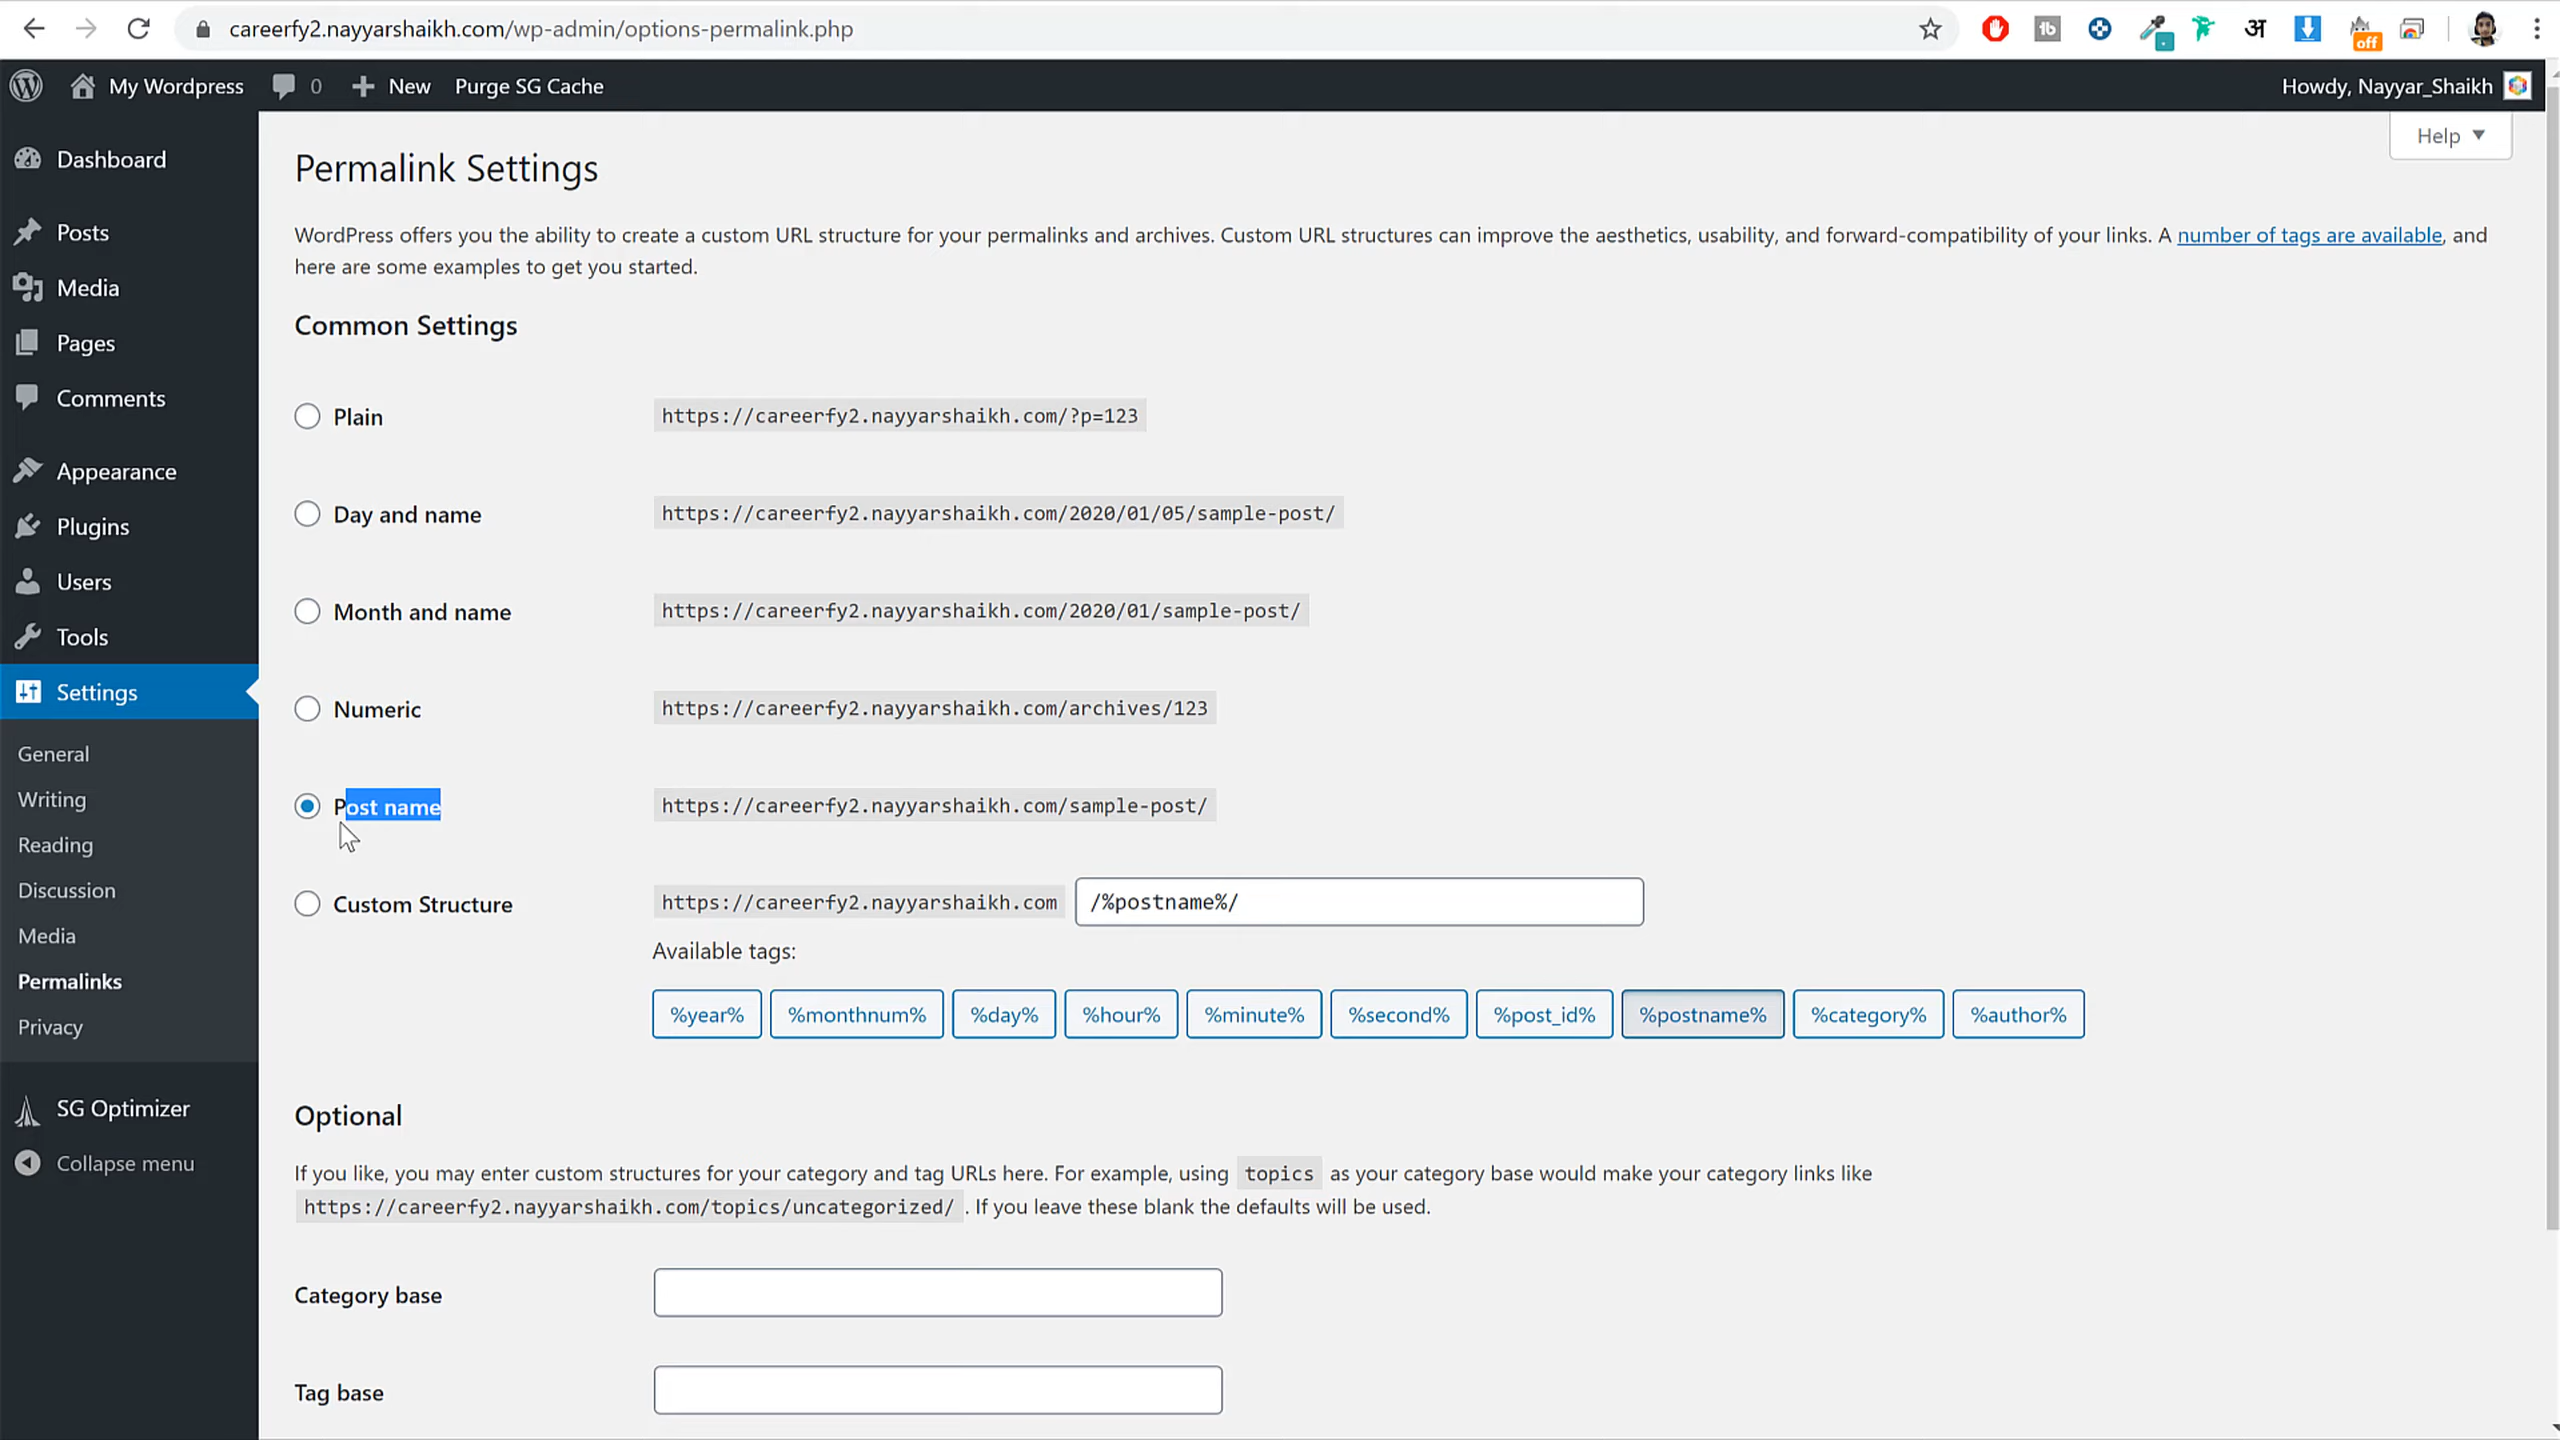 careerfy2.nayyarshaikh.com/wp-admin/options-permalink.php
अ
off
My Wordpress 0 New Purge SG Cache Howdy, Nayyar_Shaikh
Help
Dashboard
Posts
Media
Pages
Comments
Appearance
Plugins
Users
Tools
Settings
General
Writing
Reading
Discussion
Media
Permalinks
Privacy
SG Optimizer
Collapse menu
Permalink Settings
WordPress offers you the ability to create a custom URL structure for your permalinks and archives. Custom URL structures can improve the aesthetics, usability, and forward-compatibility of your links. A number of tags are available, and
here are some examples to get you started.
Common Settings
Plain https://careerfy2.nayyarshaikh.com/?p=123
Day and name https://careerfy2.nayyarshaikh.com/2020/01/05/sample-post/
Month and name https://careerfy2.nayyarshaikh.com/2020/01/sample-post/
Numeric https://careerfy2.nayyarshaikh.com/archives/123
Post name https://careerfy2.nayyarshaikh.com/sample-post/
Custom Structure https://careerfy2.nayyarshaikh.com /%postname%/
Available tags:
%year% %monthnum% %day% %hour% %minute% %second% %post_id% %postname% %category% %author%
Optional
If you like, you may enter custom structures for your category and tag URLs here. For example, using topics as your category base would make your category links like
https://careerfy2.nayyarshaikh.com/topics/uncategorized/ . If you leave these blank the defaults will be used.
Category base
Tag base